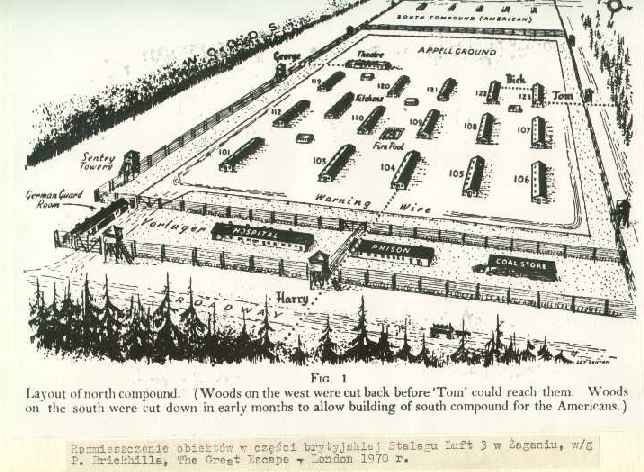 WOODS
SOUTH COMPOUND (AMERICAN)
APPELL GROUND
George
Theatre
Dick
Tom
119
120
121
122
123
Kitchens
112
110
109
108
107
Fire Pool
101
103
104
105
106
Sentry
Towers
German Guard
Room
Warning Wire
Vorlager
HOSPITAL
PRISON
COAL STORE
Harry
ROADWAY
FIG. 1
Layout of north compound. (Woods on the west were cut back before 'Tom' could reach them. Woods
on the south were cut down in early months to allow building of south compound for the Americans.)
Rozmieszczenie obiektów w części brytyjskiej Stalagu Luft 3 w Żaganiu, w/g
P. Brickhilla, The Great Escape - London 1970 r.